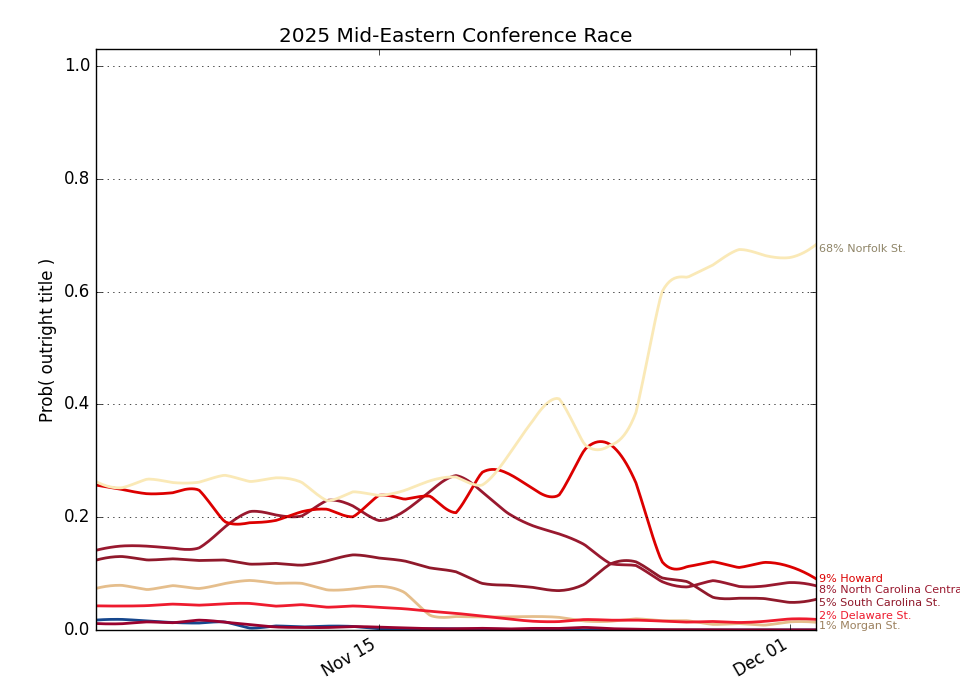 2025 Mid-Eastern Conference Race
1.0
0.8
0.6
0.4
0.2
0.0
Prob( outright title )
Nov 15
Dec 01
68% Norfolk St.
9% Howard
8% North Carolina Centra
5% South Carolina St.
2% Delaware St.
1% Morgan St.